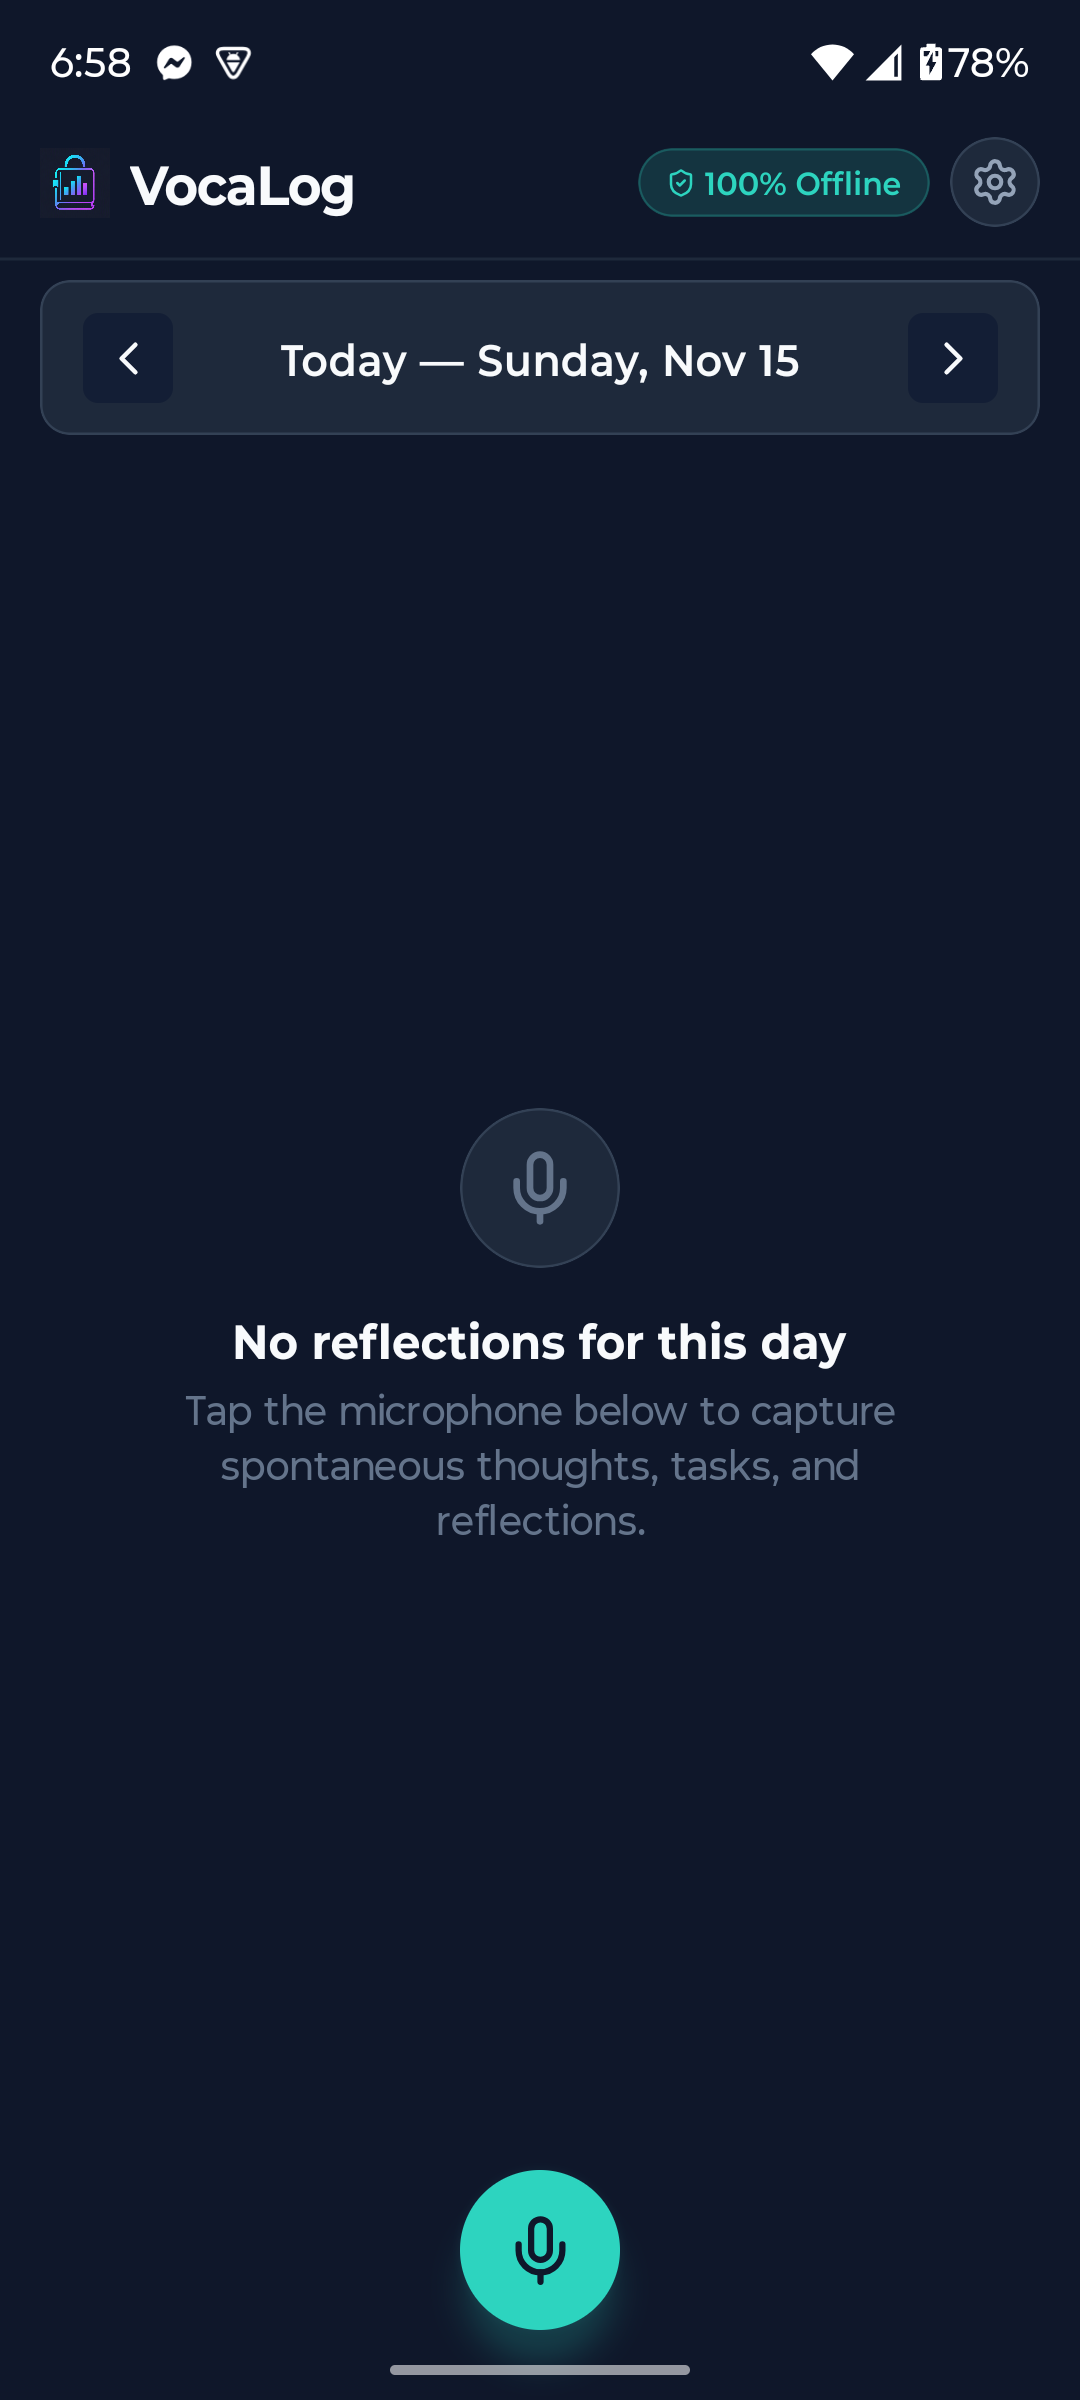 6:58
78%
VocaLog
100% Offline
Today — Sunday, Nov 15
No reflections for this day
Tap the microphone below to capture
spontaneous thoughts, tasks, and
reflections.